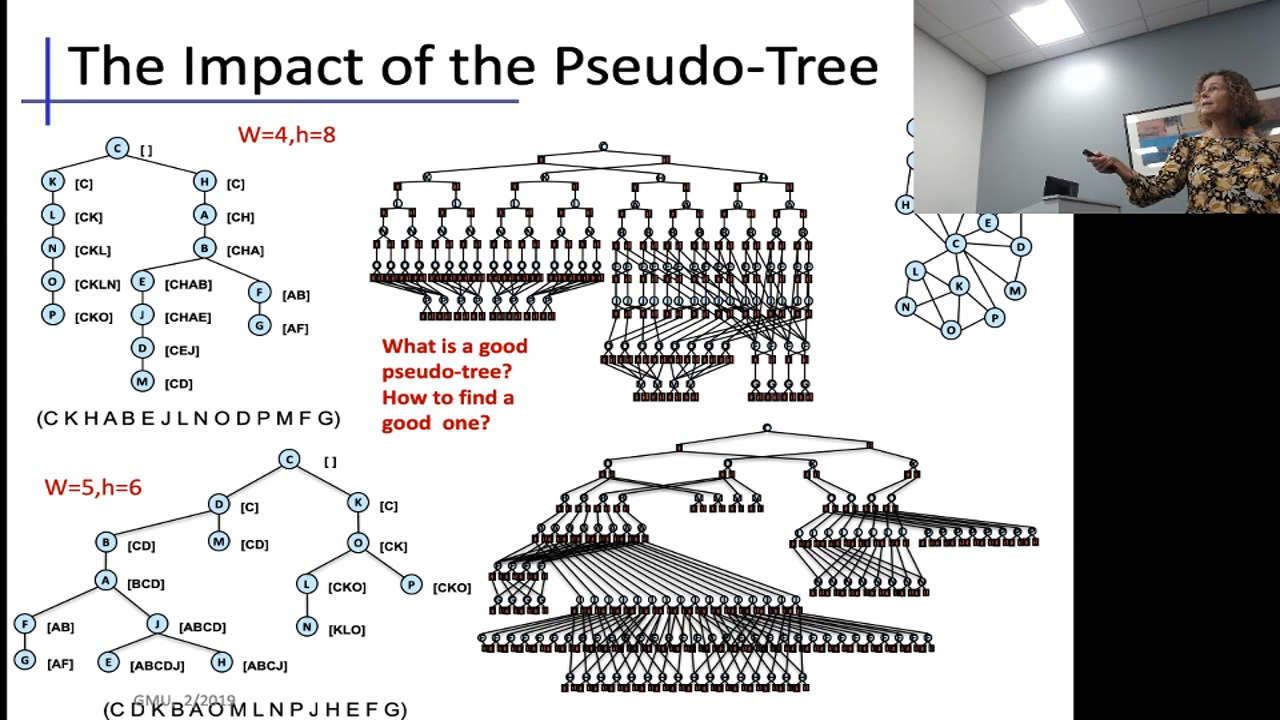 The Impact of the Pseudo-Tree
W=4,h=8
C [ ]
K [C] H [C]
L [CK] A [CH]
N [CKL] B [CHA]
O [CKLN] E [CHAB] F [AB]
P [CKO] J [CHAE] G [AF]
D [CEJ]
M [CD]
(C K H A B E J L N O D P M F G)
What is a good
pseudo-tree?
How to find a
good one?
H
E
C D
L K M
N O P
W=5,h=6
C [ ]
D [C] K [C]
B [CD] M [CD] O [CK]
A [BCD] L [CKO] P [CKO]
F [AB] J [ABCD] N [KLO]
G [AF] E [ABCDJ] H [ABCJ]
GMU 2/2019
(C D K B A O M L N P J H E F G)